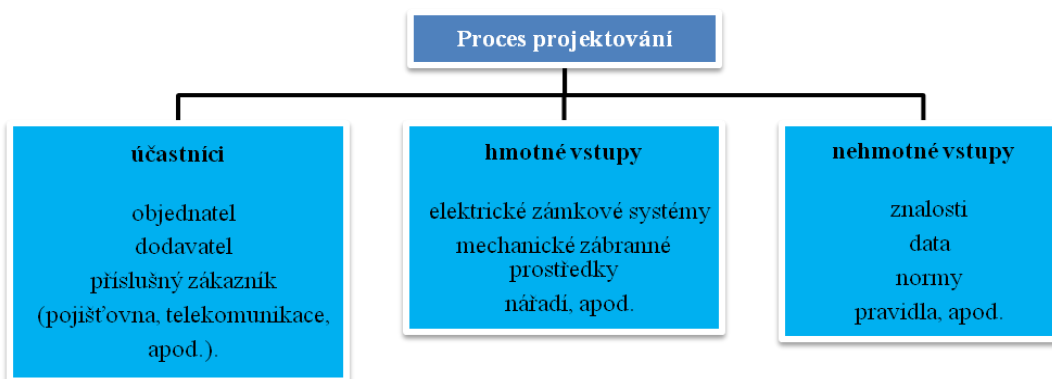 Proces projektování
účastníci
objednatel
dodavatel
příslušný zákazník
(pojišťovna, telekomunikace,
apod.).
hmotné vstupy
elektrické zámkové systémy
mechanické zábranné
prostředky
nářadí, apod.
nehmotné vstupy
znalosti
data
normy
pravidla, apod.